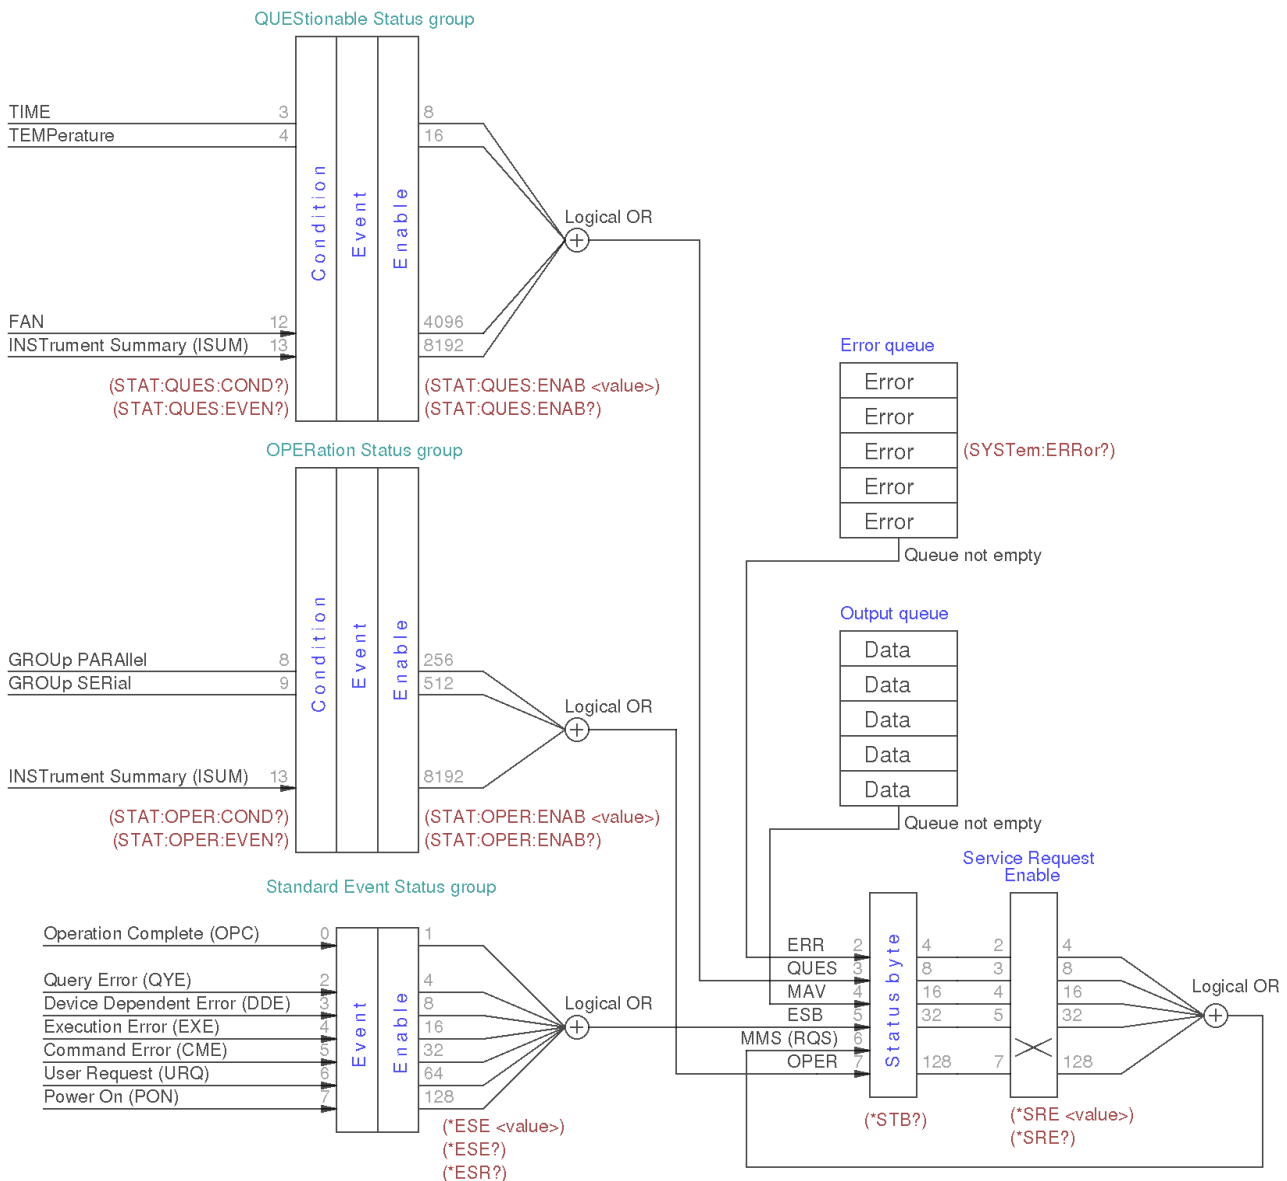 QUEStionable Status group
TIME 3 8
TEMPerature 4 16
Condition
Event
Enable
Logical OR
FAN 12 4096
INSTrument Summary (ISUM) 13 8192
(STAT:QUES:COND?) (STAT:QUES:ENAB <value>)
(STAT:QUES:EVEN?) (STAT:QUES:ENAB?)
OPERation Status group
Condition
Event
Enable
GROUp PARAllel 8 256
GROUp SERial 9 512
Logical OR
INSTrument Summary (ISUM) 13 8192
(STAT:OPER:COND?) (STAT:OPER:ENAB <value>)
(STAT:OPER:EVEN?) (STAT:OPER:ENAB?)
Standard Event Status group
Operation Complete (OPC) 0 1
Query Error (QYE) 2 4
Device Dependent Error (DDE) 3 8
Execution Error (EXE) 4 16
Command Error (CME) 5 32
User Request (URQ) 6 64
Power On (PON) 7 128
Event
Enable
Logical OR
(*ESE <value>)
(*ESE?)
(*ESR?)
Error queue
Error
Error
Error
Error
Error
(SYSTem:ERRor?)
Queue not empty
Output queue
Data
Data
Data
Data
Data
Queue not empty
Service Request
Enable
ERR 2 4 2 4
QUES 3 8 3 8
MAV 4 16 4 16
ESB 5 32 5 32
MMS (RQS) 6
OPER 7 128 7 128
Status byte
Logical OR
(*STB?)
(*SRE <value>)
(*SRE?)